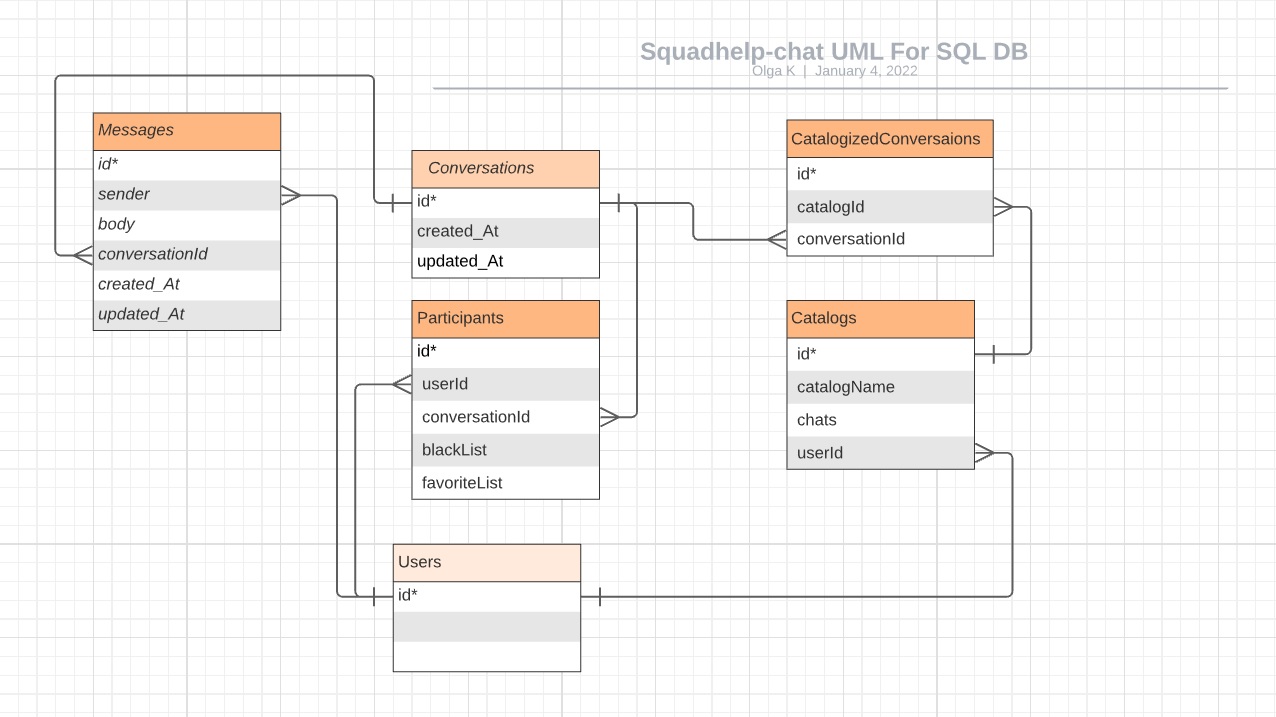 Squadhelp-chat UML For SQL DB
Olga K | January 4, 2022
Messages
id*
sender
body
conversationId
created_At
updated_At
Conversations
id*
created_At
updated_At
Participants
id*
userId
conversationId
blackList
favoriteList
Users
id*
CatalogizedConversaions
id*
catalogId
conversationId
Catalogs
id*
catalogName
chats
userId